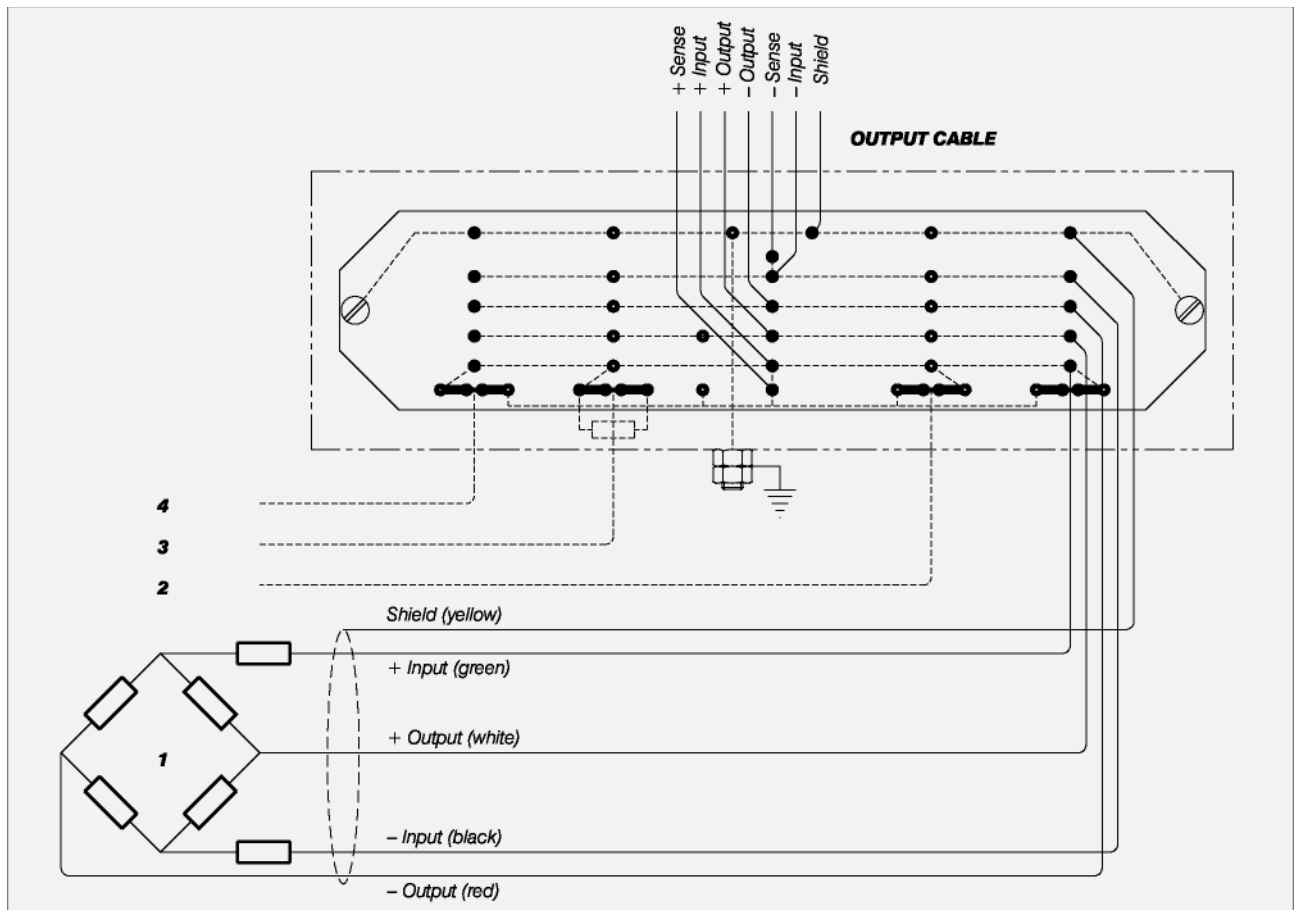 + Sense
+ Input
+ Output
– Output
– Sense
– Input
Shield
OUTPUT CABLE
4
3
2
Shield (yellow)
+ Input (green)
+ Output (white)
1
– Input (black)
– Output (red)